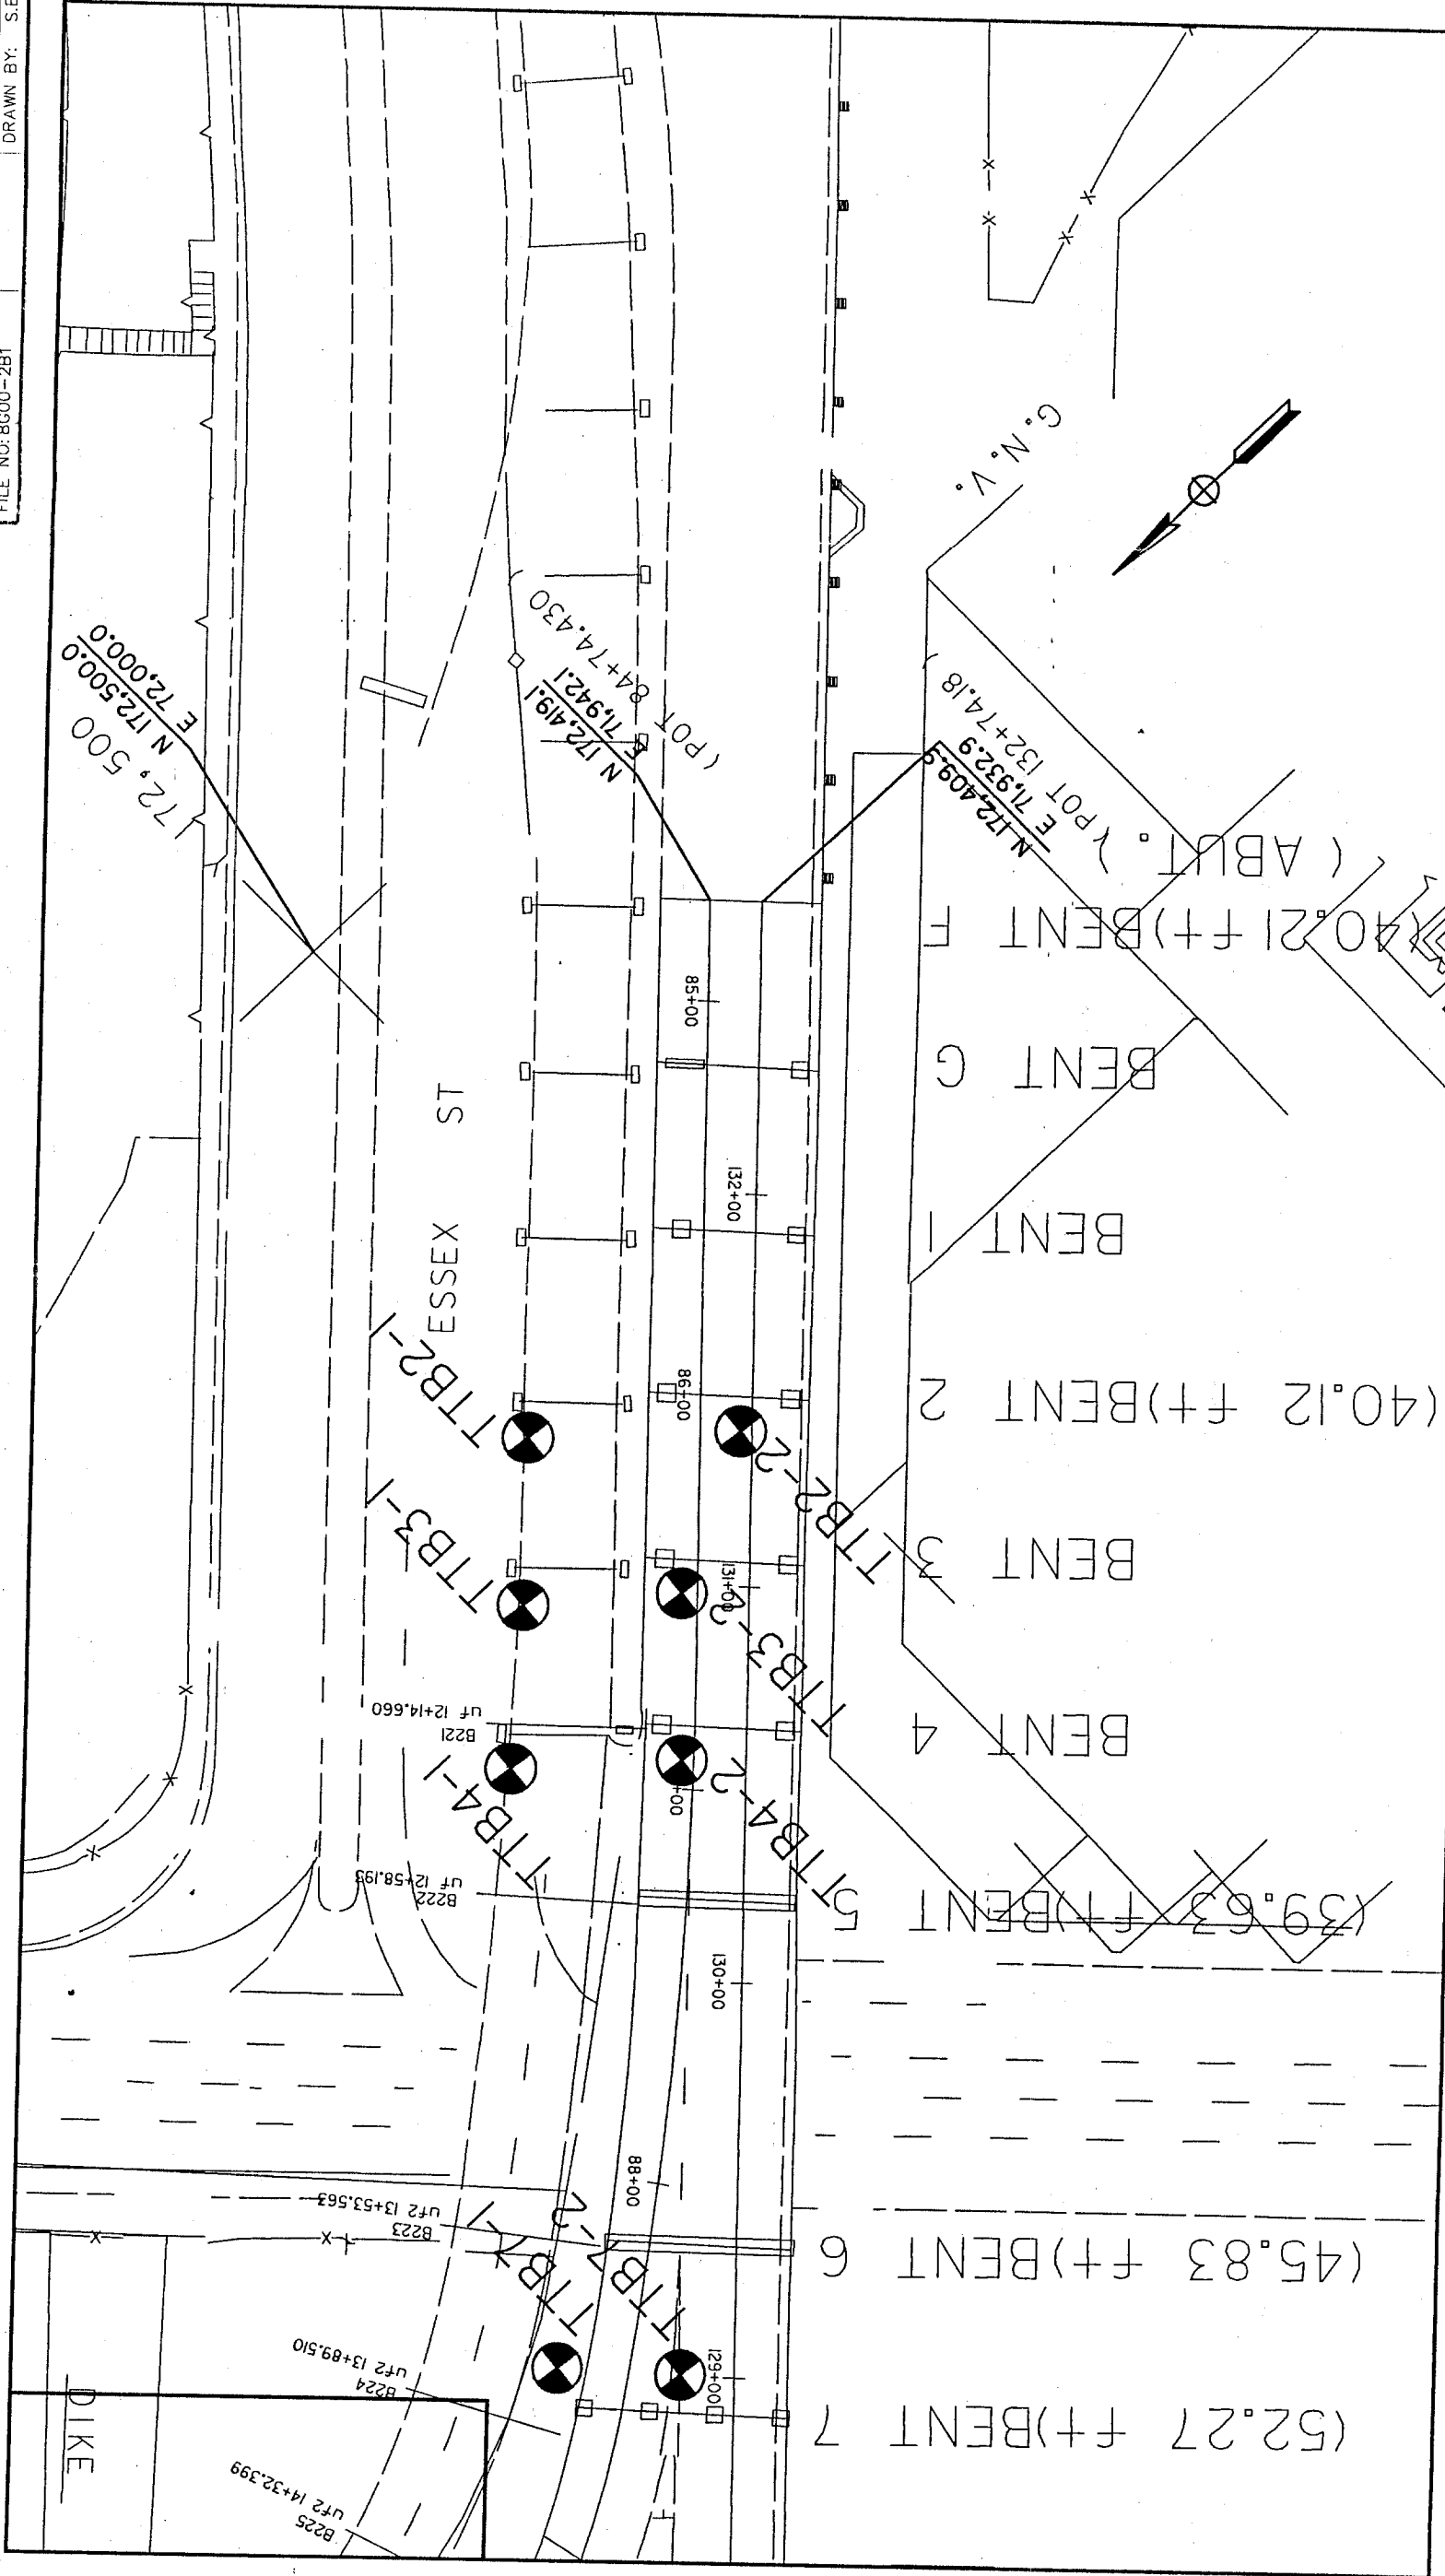 DRAWN BY: S.B
FILE NO: BG00-2B1
N 172,500.0
E 72,000.0
172,500
N 172,419.1
E 71,942.1
(POT 84+74.430
G.N.V.
N 172,409.9
E 71,932.9
(POT 132+74.18)
(ABUT.)
(40.21 ft)BENT F
BENT G
BENT 1
(40.12 ft)BENT 2
BENT 3
BENT 4
(39.63 ft)BENT 5
(45.83 ft)BENT 6
(52.27 ft)BENT 7
85+00
132+00
86+00
131+00
+00
130+00
88+00
129+00
ESSEX ST
TTB2-1
TTB2-2
TTB3-1
TTB3-2
TTB4-1
TTB4-2
TTB7-1
TTB7-2
B221
uf 12+14.660
B222
uf 12+58.193
B223
uf2 13+53.563
B224
uf2 13+89.510
B225
uf2 14+32.399
DIKE